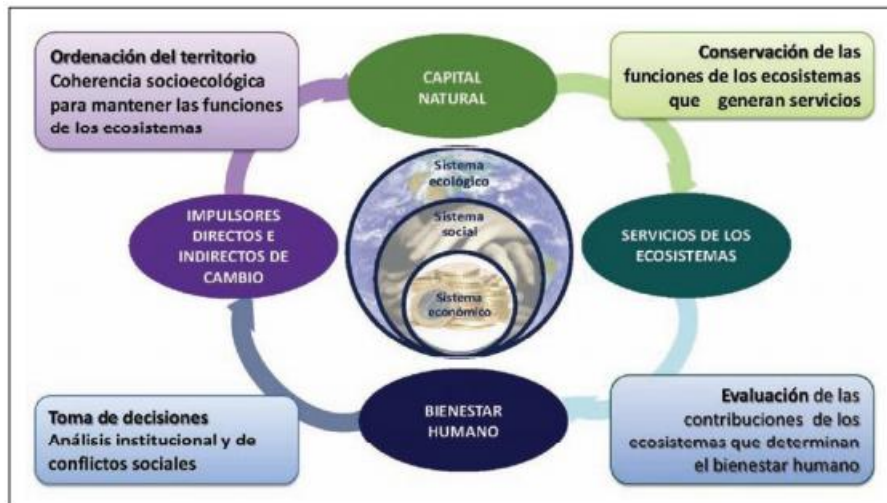 Ordenación del territorio
Coherencia socioecológica
para mantener las funciones
de los ecosistemas
CAPITAL
NATURAL
Conservación de las
funciones de los ecosistemas
que generan servicios
Sistema
ecológico
Sistema
social
Sistema
económico
IMPULSORES
DIRECTOS E
INDIRECTOS DE
CAMBIO
SERVICIOS DE LOS
ECOSISTEMAS
Toma de decisiones
Análisis institucional y de
conflictos sociales
BIENESTAR
HUMANO
Evaluación de las
contribuciones de los
ecosistemas que determinan
el bienestar humano